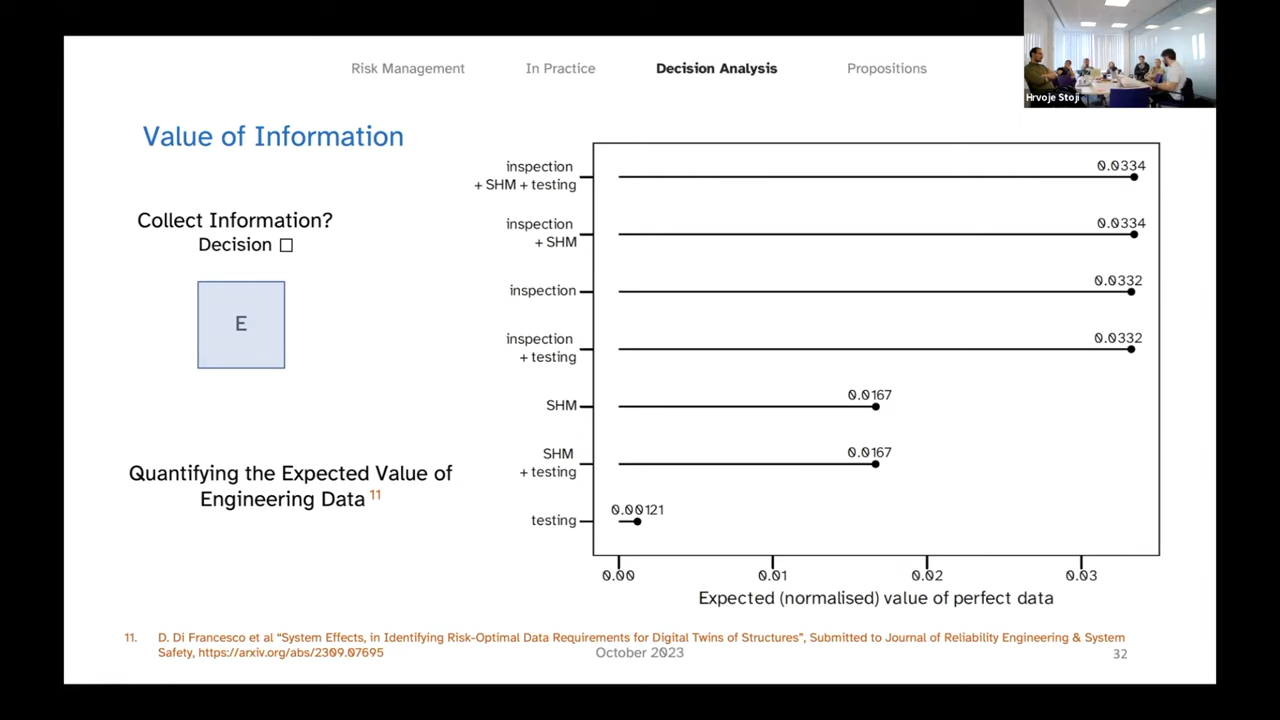 Risk Management In Practice Decision Analysis Propositions
Hrvoje Stoji
Value of Information
Collect Information?
Decision □
E
Quantifying the Expected Value of
Engineering Data 11
inspection
+ SHM + testing
0.0334
inspection
+ SHM
0.0334
inspection
0.0332
inspection
+ testing
0.0332
SHM
0.0167
SHM
+ testing
0.0167
testing
0.00121
0.00 0.01 0.02 0.03
Expected (normalised) value of perfect data
11. D. Di Francesco et al “System Effects, in Identifying Risk-Optimal Data Requirements for Digital Twins of Structures”, Submitted to Journal of Reliability Engineering & System
Safety, https://arxiv.org/abs/2309.07695
October 2023
32